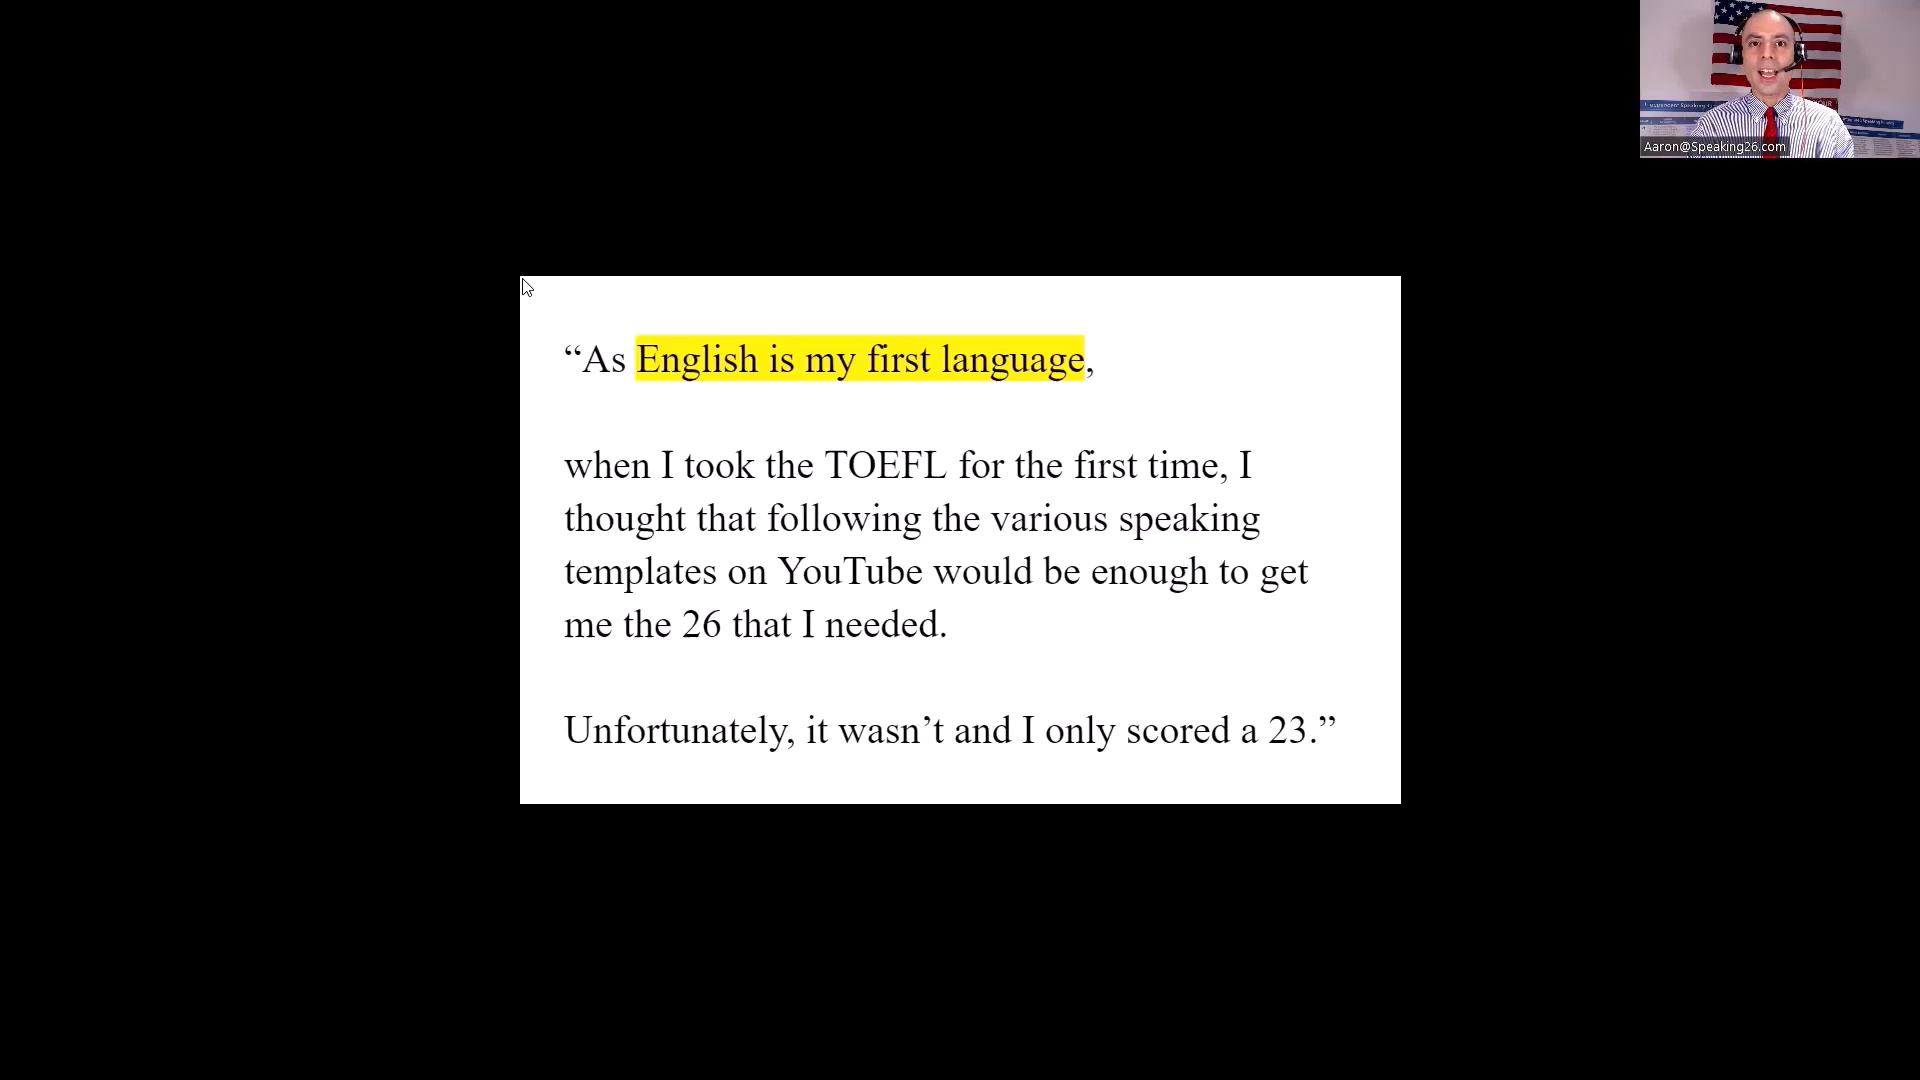 Aaron@Speaking26.com
“As English is my first language,
when I took the TOEFL for the first time, I
thought that following the various speaking
templates on YouTube would be enough to get
me the 26 that I needed.
Unfortunately, it wasn’t and I only scored a 23.”